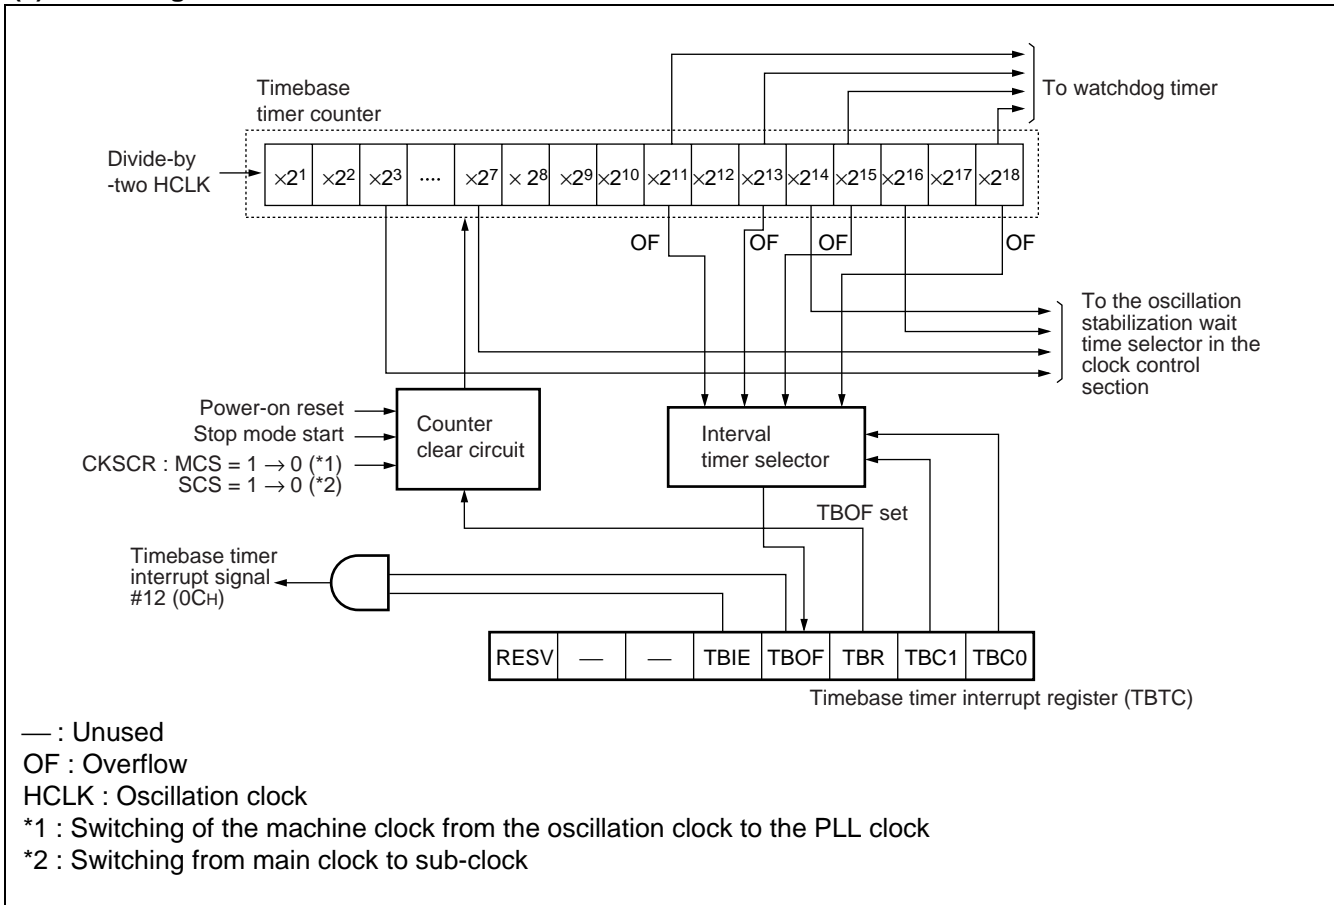 Timebase
timer counter
To watchdog timer
Divide-by
-two HCLK
×2¹ ×2² ×2³ .... ×2⁷ × 2⁸ ×2⁹ ×2¹⁰ ×2¹¹ ×2¹² ×2¹³ ×2¹⁴ ×2¹⁵ ×2¹⁶ ×2¹⁷ ×2¹⁸
OF OF OF OF
To the oscillation
stabilization wait
time selector in the
clock control
section
Power-on reset
Stop mode start
CKSCR : MCS = 1 → 0 (*1)
SCS = 1 → 0 (*2)
Counter
clear circuit
Interval
timer selector
TBOF set
Timebase timer
interrupt signal
#12 (0CH)
RESV — — TBIE TBOF TBR TBC1 TBC0
Timebase timer interrupt register (TBTC)
— : Unused
OF : Overflow
HCLK : Oscillation clock
*1 : Switching of the machine clock from the oscillation clock to the PLL clock
*2 : Switching from main clock to sub-clock